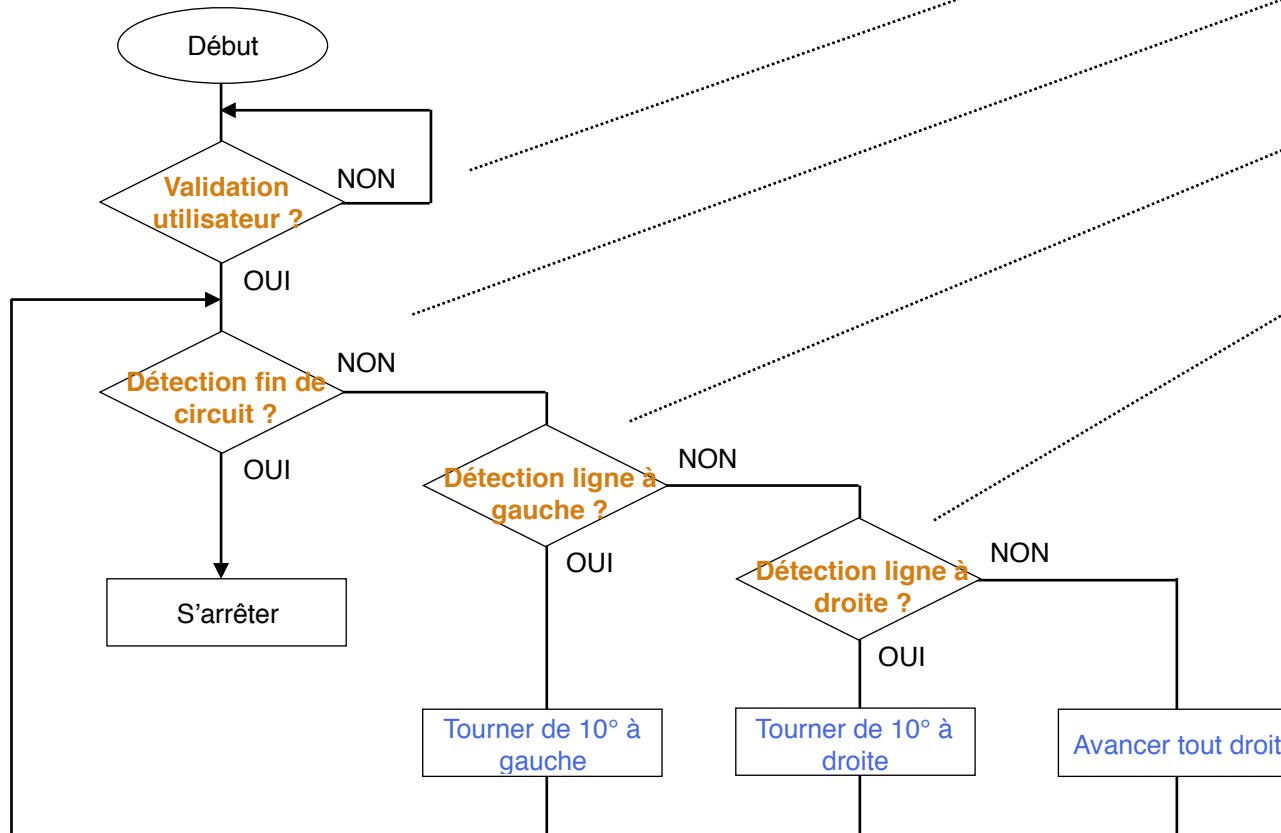 Début
NON
Validation
utilisateur ?
OUI
NON
Détection fin de
circuit ?
OUI
NON
Détection ligne à
gauche ?
OUI
NON
Détection ligne à
droite ?
OUI
S'arrêter
Tourner de 10° à
gauche
Tourner de 10° à
droite
Avancer tout droit